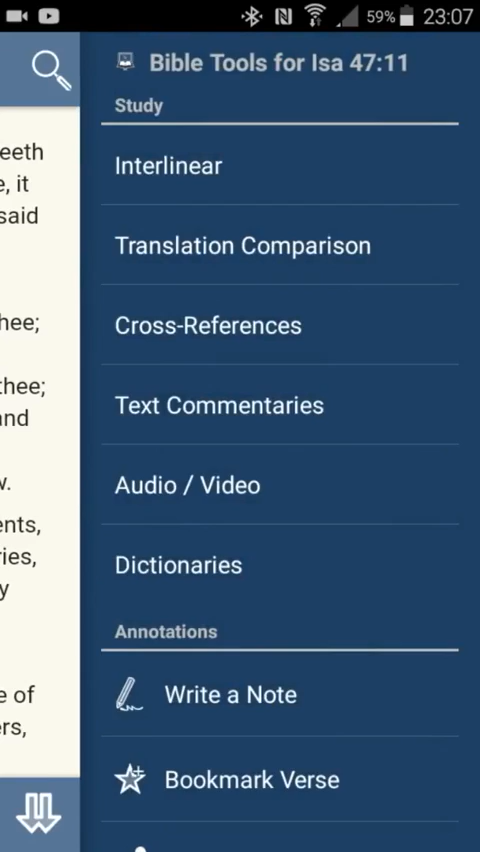 59% 23:07
Bible Tools for Isa 47:11
Study
Interlinear
Translation Comparison
Cross-References
Text Commentaries
Audio / Video
Dictionaries
Annotations
Write a Note
Bookmark Verse
eeth
e, it
said
hee;
thee;
and
w.
ents,
ries,
y
e of
ers,